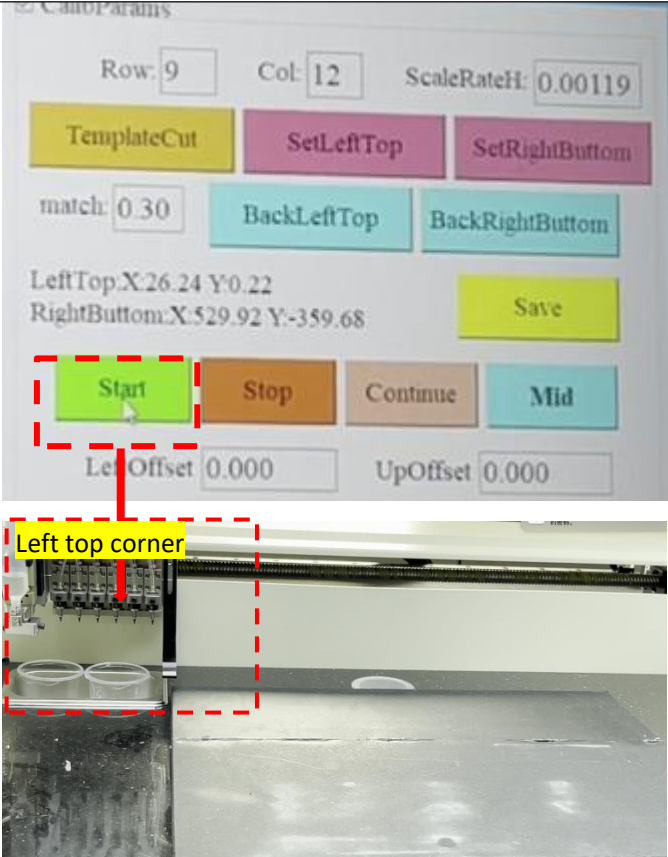 CalibParams
Row: 9 Col: 12 ScaleRateH: 0.00119
TemplateCut SetLeftTop SetRightButtom
match: 0.30 BackLeftTop BackRightButtom
LeftTop:X:26.24 Y:0.22
RightButtom:X:529.92 Y:-359.68
Save
Start Stop Continue Mid
LeftOffset 0.000 UpOffset 0.000
Left top corner